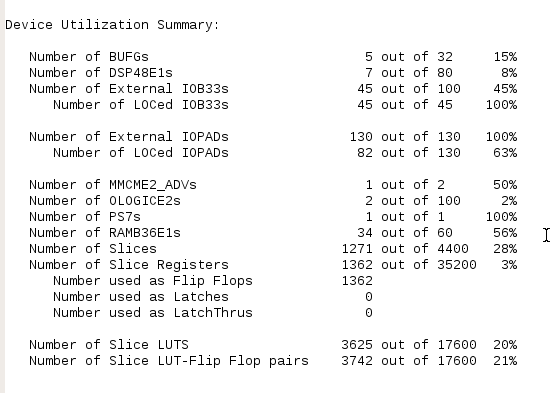 Device Utilization Summary:
Number of BUFGs 5 out of 32 15%
Number of DSP48E1s 7 out of 80 8%
Number of External IOB33s 45 out of 100 45%
Number of LOCed IOB33s 45 out of 45 100%
Number of External IOPADs 130 out of 130 100%
Number of LOCed IOPADs 82 out of 130 63%
Number of MMCME2_ADVs 1 out of 2 50%
Number of OLOGICE2s 2 out of 100 2%
Number of PS7s 1 out of 1 100%
Number of RAMB36E1s 34 out of 60 56%
Number of Slices 1271 out of 4400 28%
Number of Slice Registers 1362 out of 35200 3%
Number used as Flip Flops 1362
Number used as Latches 0
Number used as LatchThrus 0
Number of Slice LUTS 3625 out of 17600 20%
Number of Slice LUT-Flip Flop pairs 3742 out of 17600 21%